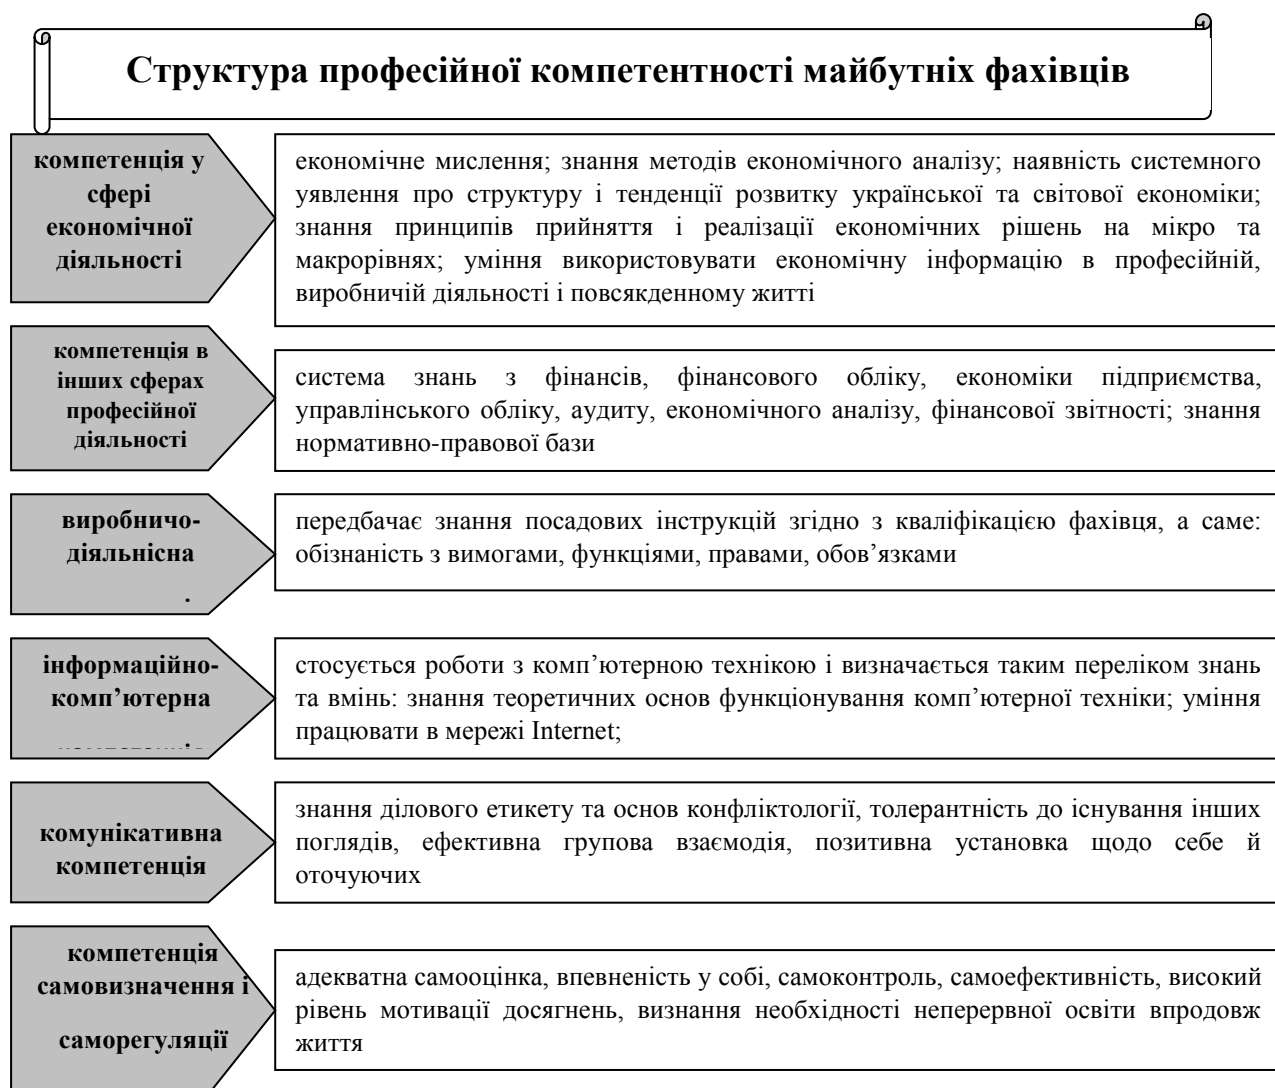 Структура професійної компетентності майбутніх фахівців
компетенція у
сфері
економічної
діяльності
економічне мислення; знання методів економічного аналізу; наявність системного
уявлення про структуру і тенденції розвитку української та світової економіки;
знання принципів прийняття і реалізації економічних рішень на мікро та
макрорівнях; уміння використовувати економічну інформацію в професійній,
виробничій діяльності і повсякденному житті
компетенція в
інших сферах
професійної
діяльності
система знань з фінансів, фінансового обліку, економіки підприємства,
управлінського обліку, аудиту, економічного аналізу, фінансової звітності; знання
нормативно-правової бази
виробничо-
діяльнісна
передбачає знання посадових інструкцій згідно з кваліфікацією фахівця, а саме:
обізнаність з вимогами, функціями, правами, обов’язками
інформаційно-
комп’ютерна
стосується роботи з комп’ютерною технікою і визначається таким переліком знань
та вмінь: знання теоретичних основ функціонування комп’ютерної техніки; уміння
працювати в мережі Internet;
комунікативна
компетенція
знання ділового етикету та основ конфліктології, толерантність до існування інших
поглядів, ефективна групова взаємодія, позитивна установка щодо себе й
оточуючих
компетенція
самовизначення і
саморегуляції
адекватна самооцінка, впевненість у собі, самоконтроль, самоефективність, високий
рівень мотивації досягнень, визнання необхідності неперервної освіти впродовж
життя